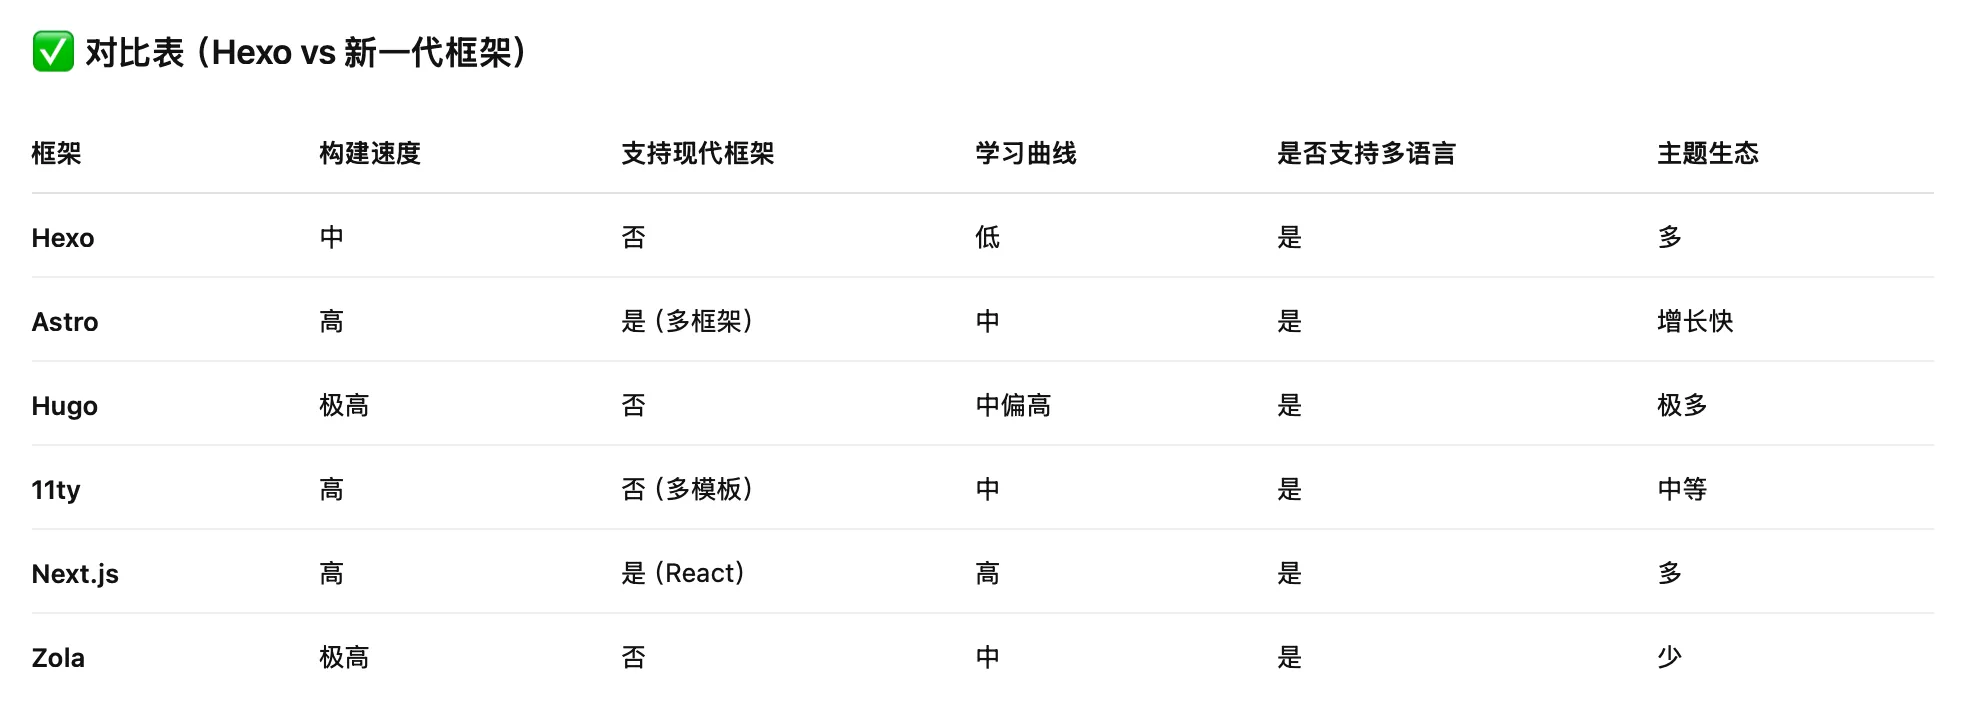 ✅ 对比表（Hexo vs 新一代框架）
框架 构建速度 支持现代框架 学习曲线 是否支持多语言 主题生态
Hexo 中 否 低 是 多
Astro 高 是（多框架） 中 是 增长快
Hugo 极高 否 中偏高 是 极多
11ty 高 否（多模板） 中 是 中等
Next.js 高 是（React） 高 是 多
Zola 极高 否 中 是 少